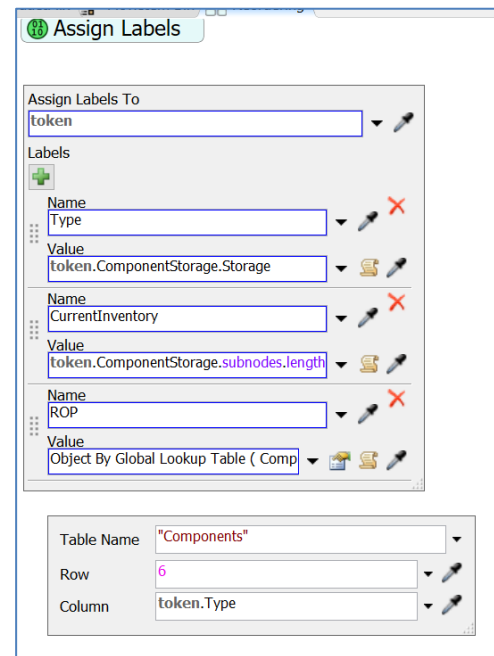 Assign Labels
Assign Labels To
token
Labels
Name
Type
Value
token.ComponentStorage.Storage
Name
CurrentInventory
Value
token.ComponentStorage.subnodes.length
Name
ROP
Value
Object By Global Lookup Table ( Comp
Table Name "Components"
Row 6
Column token.Type